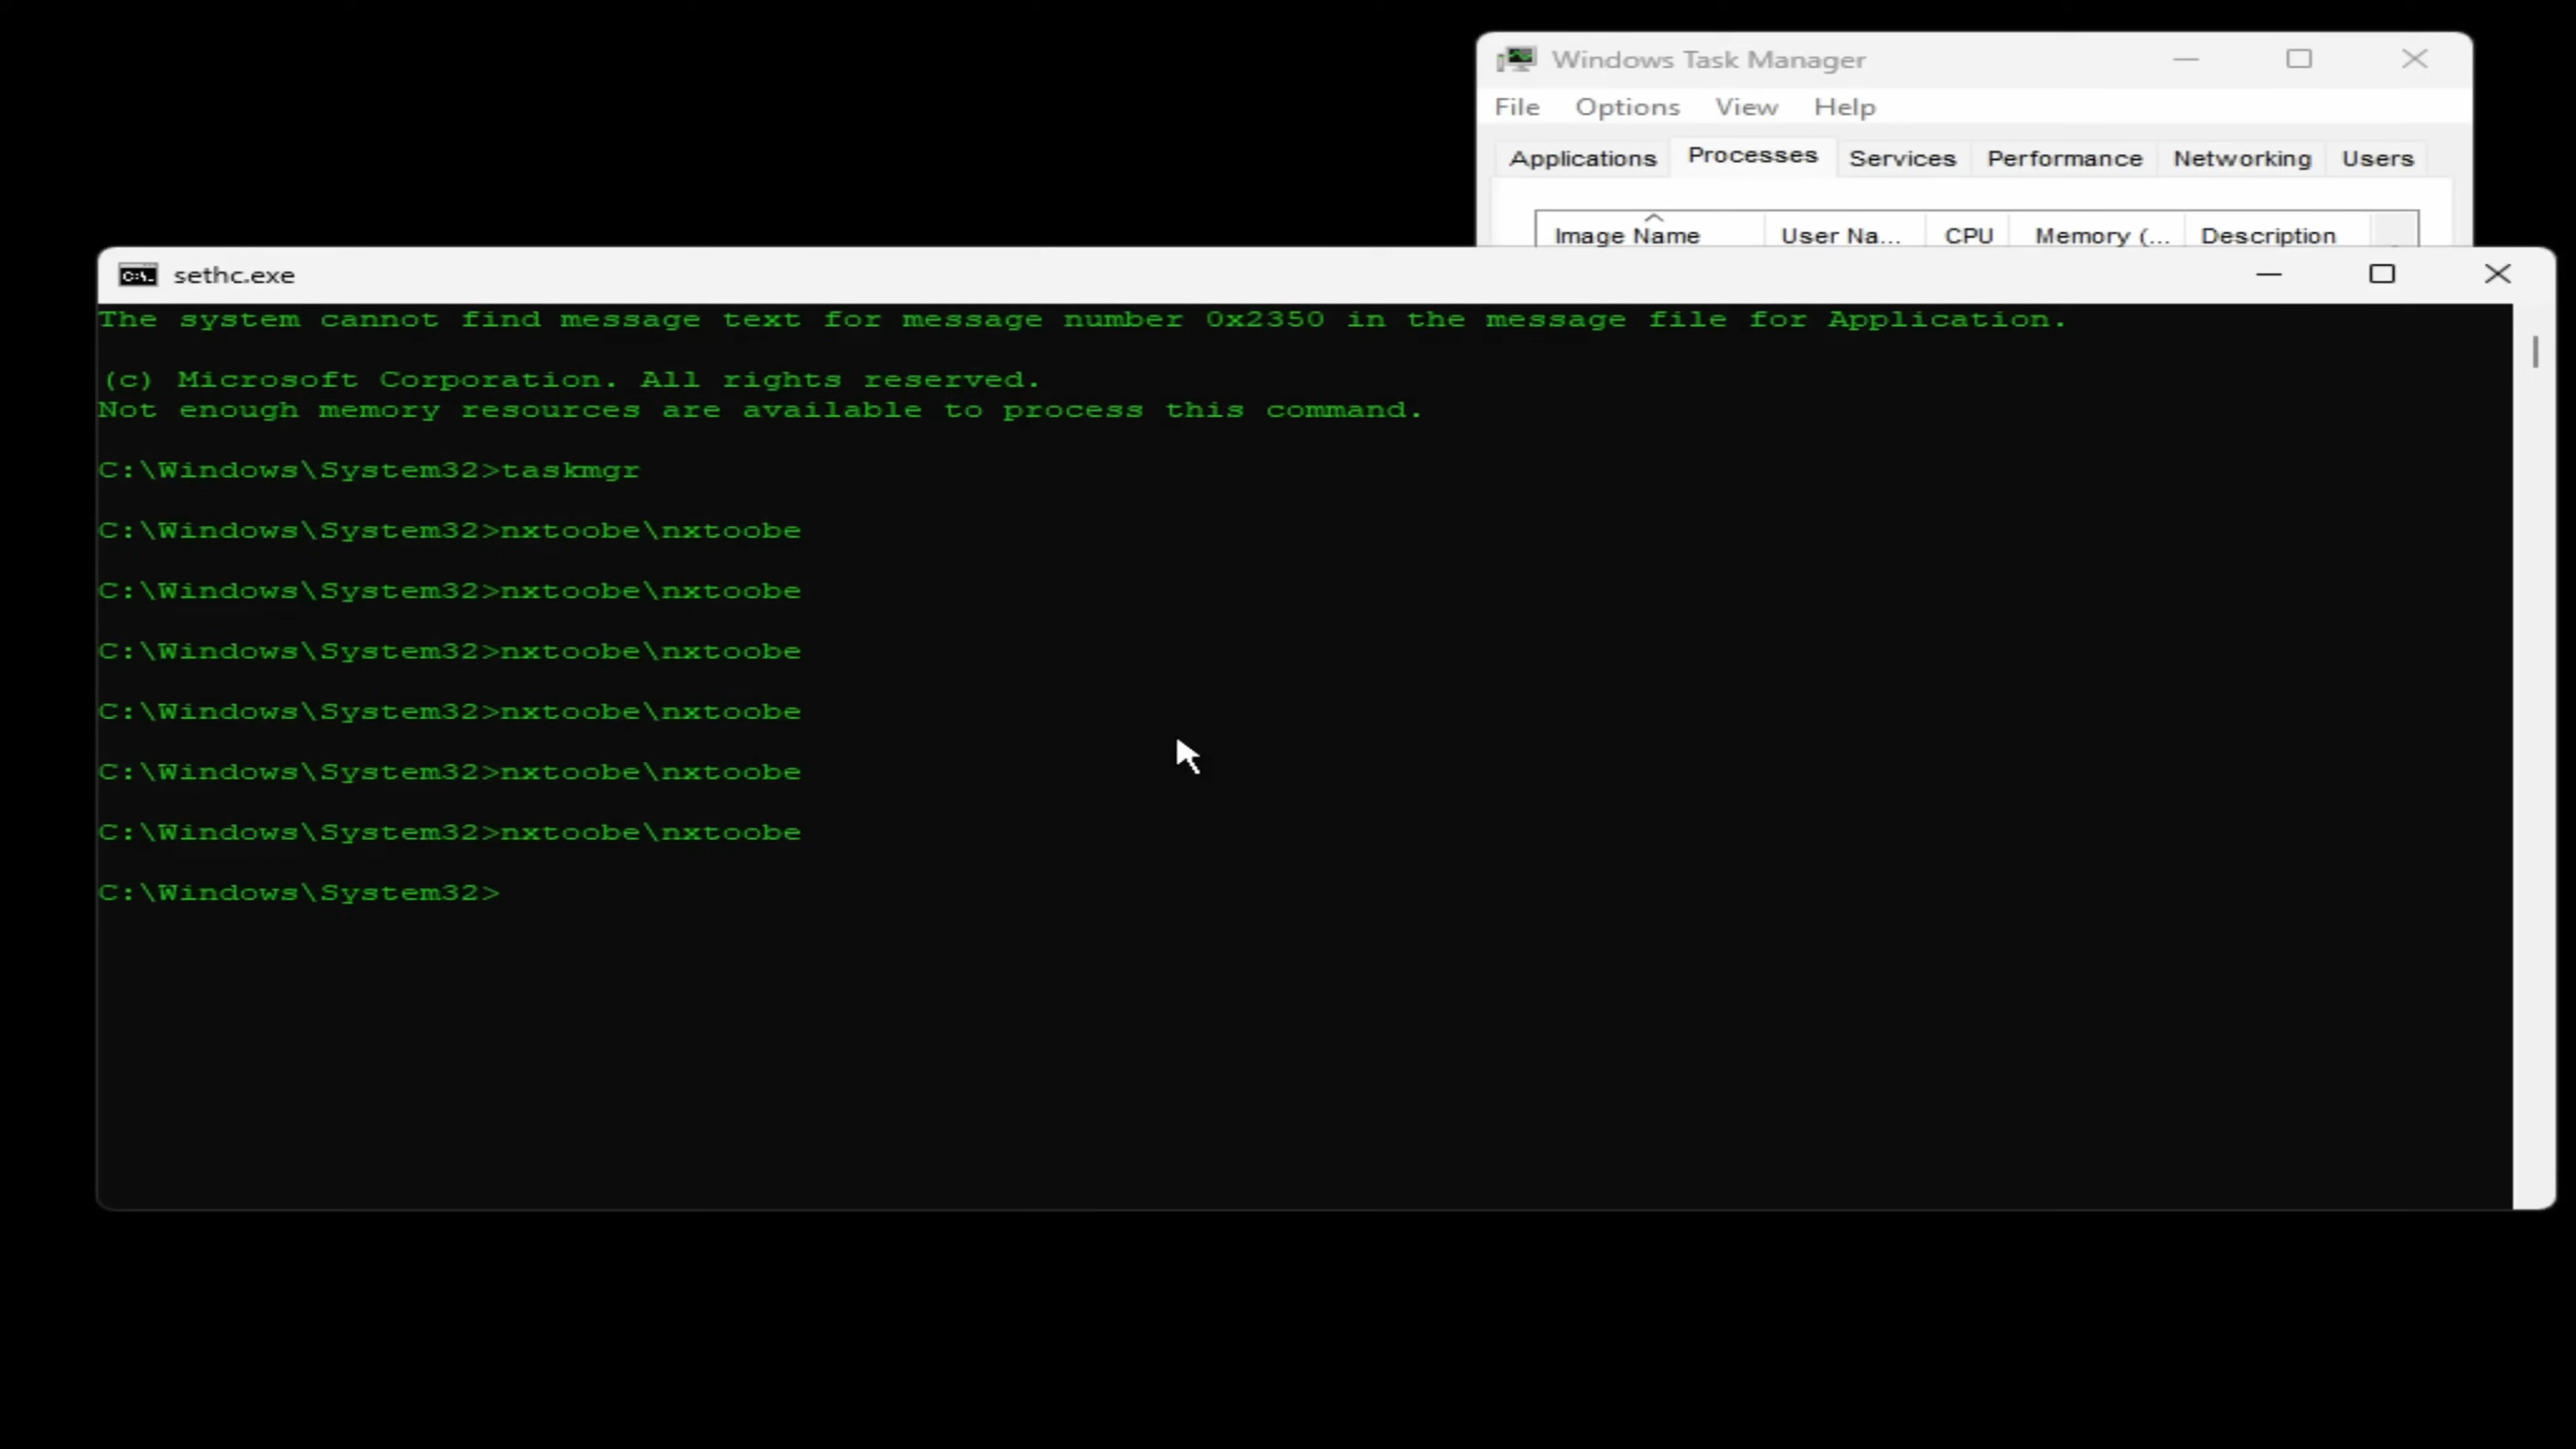 Windows Task Manager
File Options View Help
Applications Processes Services Performance Networking Users
Image Name User Na... CPU Memory (... Description
sethc.exe
The system cannot find message text for message number 0x2350 in the message file for Application.
(c) Microsoft Corporation. All rights reserved.
Not enough memory resources are available to process this command.
C:\Windows\System32>taskmgr
C:\Windows\System32>nxtoobe\nxtoobe
C:\Windows\System32>nxtoobe\nxtoobe
C:\Windows\System32>nxtoobe\nxtoobe
C:\Windows\System32>nxtoobe\nxtoobe
C:\Windows\System32>nxtoobe\nxtoobe
C:\Windows\System32>nxtoobe\nxtoobe
C:\Windows\System32>